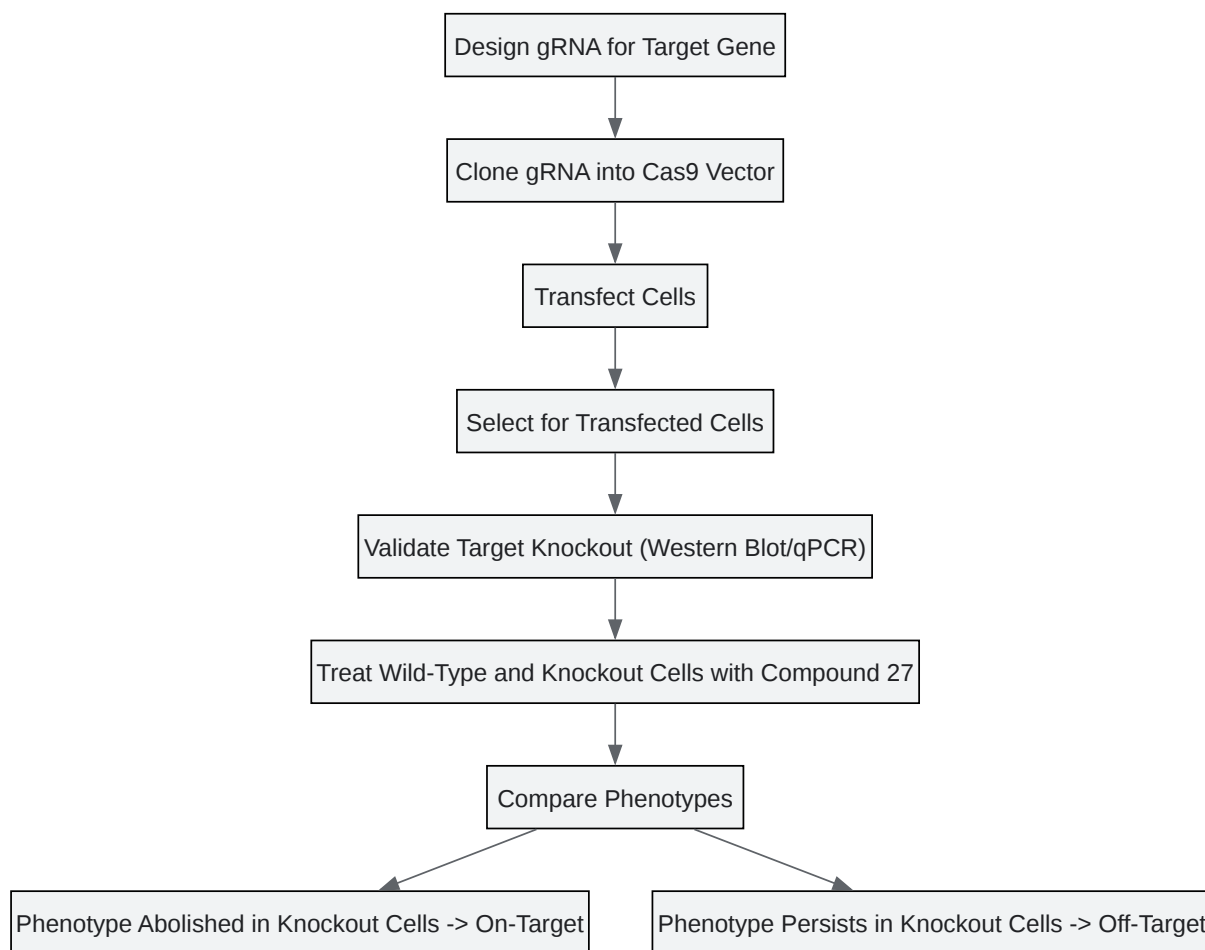 Design gRNA for Target Gene
Clone gRNA into Cas9 Vector
Transfect Cells
Select for Transfected Cells
Validate Target Knockout (Western Blot/qPCR)
Treat Wild-Type and Knockout Cells with Compound 27
Compare Phenotypes
Phenotype Abolished in Knockout Cells -> On-Target
Phenotype Persists in Knockout Cells -> Off-Target